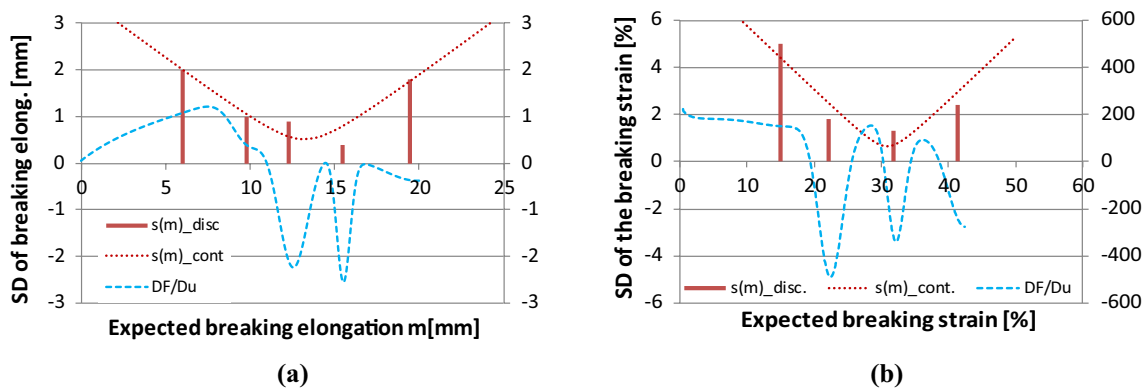 SD of breaking elong. [mm]
3
2
1
0
-1
-2
-3
3
2
1
0
-1
-2
-3
0 5 10 15 20 25
s(m)_disc
s(m)_cont
DF/Du
Expected breaking elongation m[mm]
(a)
SD of the breaking strain [%]
6
4
2
0
-2
-4
-6
600
400
200
0
-200
-400
-600
0 10 20 30 40 50 60
s(m)_disc. s(m)_cont. DF/Du
Expected breaking strain [%]
(b)